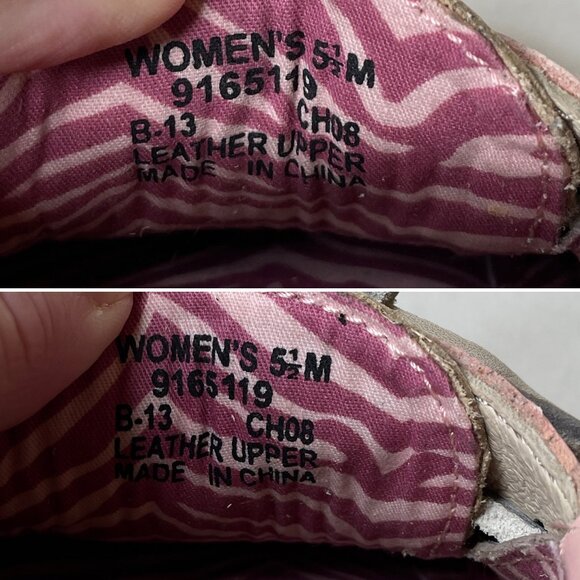 WOMEN'S 5½M
9165119
B-13 CH08
LEATHER UPPER
MADE IN CHINA
WOMEN'S 5½M
9165119
B-13 CH08
LEATHER UPPER
MADE IN CHINA